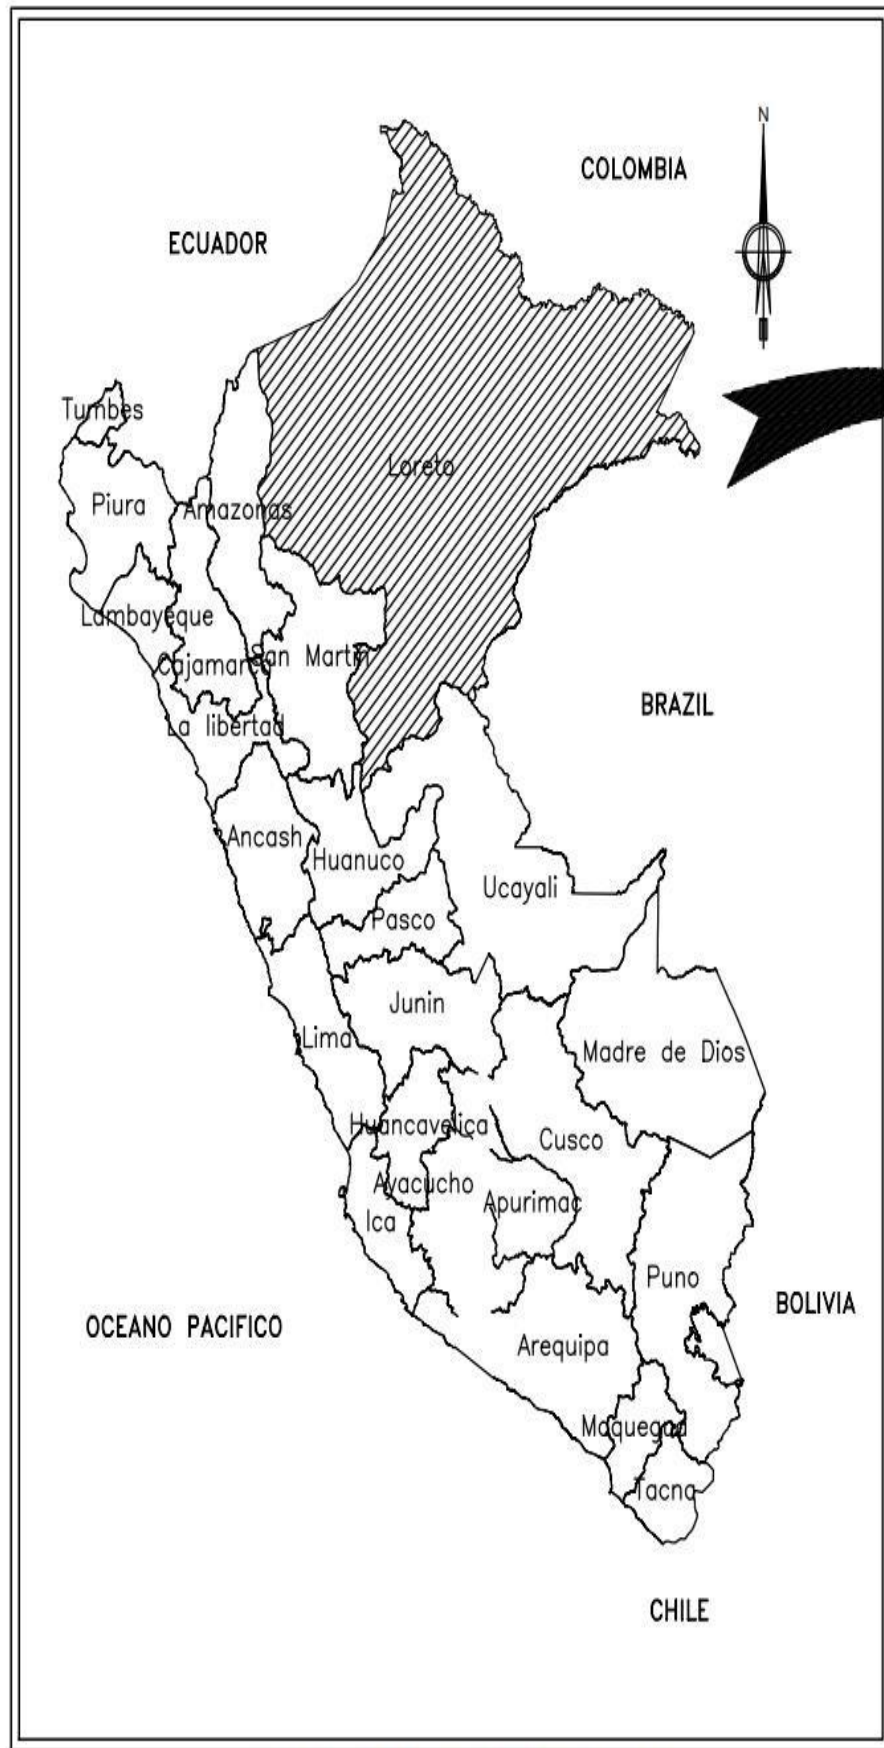 N
COLOMBIA
ECUADOR
Tumbes
Loreto
Piura
Amazonas
Lambayeque
San Martin
Cajamarca
BRAZIL
La libertad
Ancash
Huanuco
Ucayali
Pasco
Junin
Lima
Madre de Dios
Huancavelica
Cusco
Ayacucho
Apurimac
Ica
Puno
BOLIVIA
OCEANO PACIFICO
Arequipa
Moquegua
Tacna
CHILE